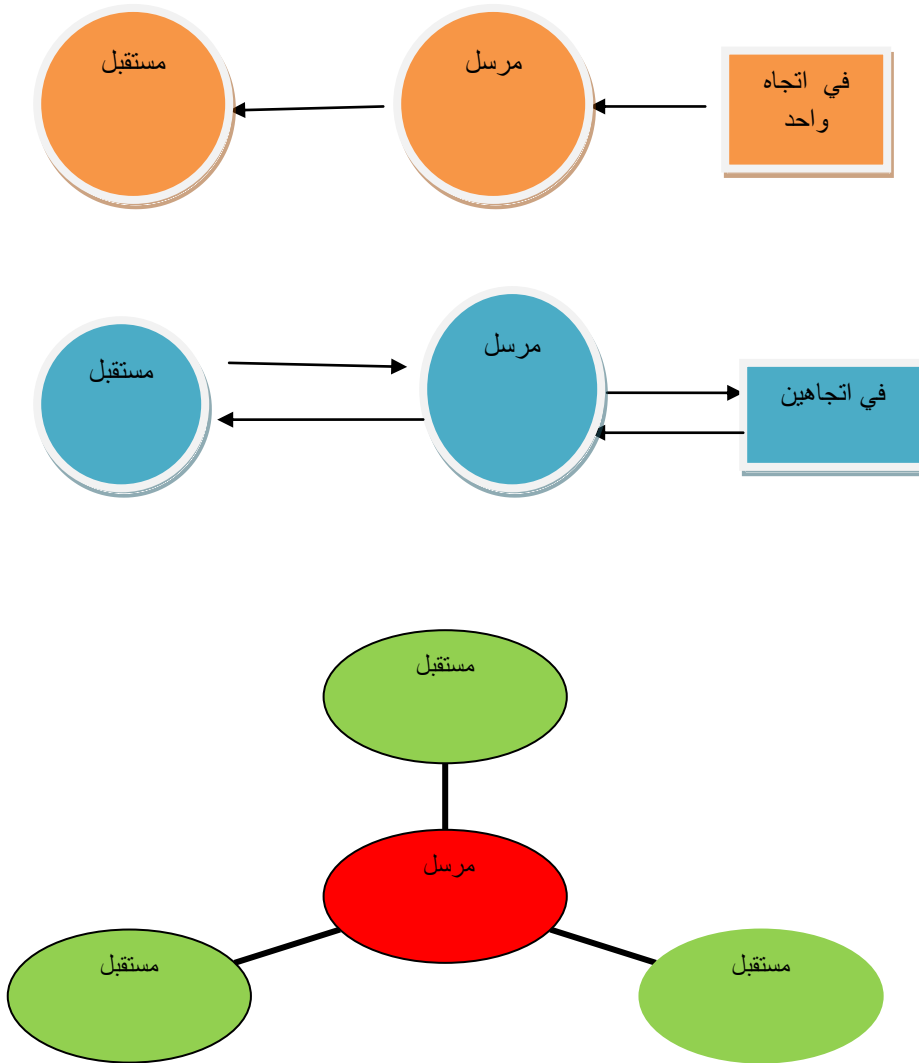 في اتجاه
واحد
مرسل
مستقبل
في اتجاهين
مرسل
مستقبل
مستقبل
مرسل
مستقبل
مستقبل